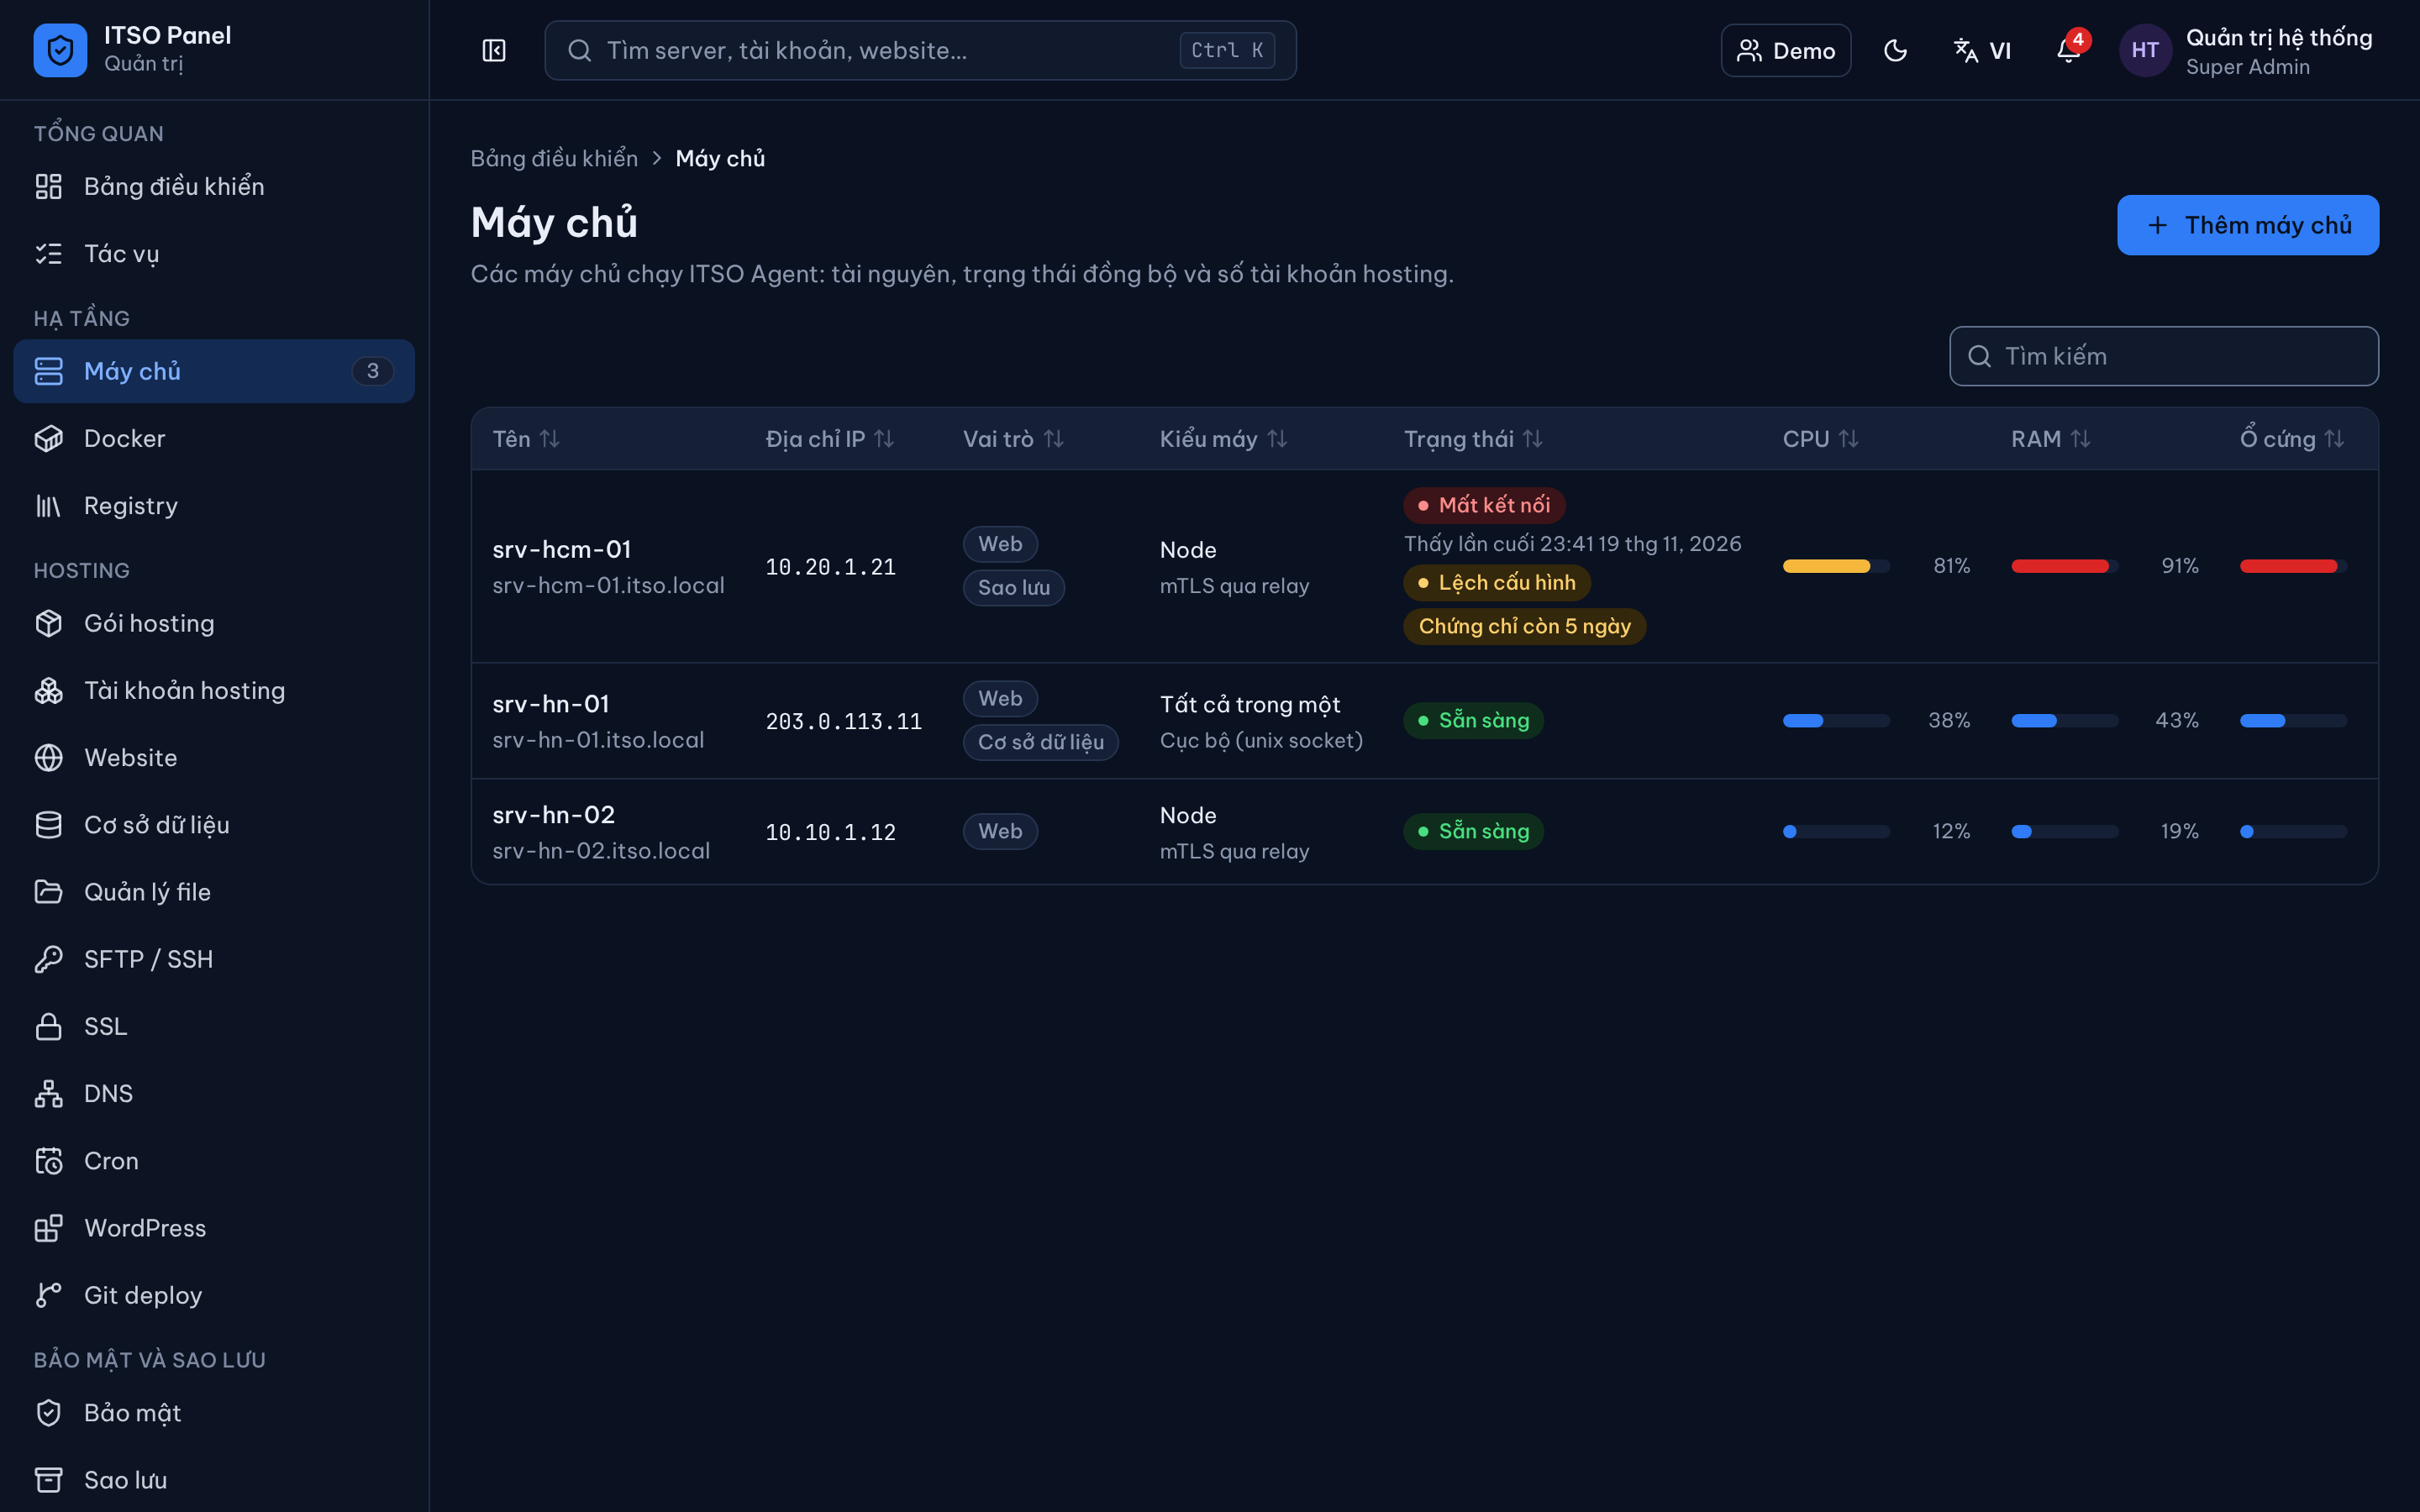 ITSO Panel
Quản trị
Tìm server, tài khoản, website...
Ctrl K
Demo
VI
4
HT
Quản trị hệ thống
Super Admin
TỔNG QUAN
Bảng điều khiển
Tác vụ
HẠ TẦNG
Máy chủ 3
Docker
Registry
HOSTING
Gói hosting
Tài khoản hosting
Website
Cơ sở dữ liệu
Quản lý file
SFTP / SSH
SSL
DNS
Cron
WordPress
Git deploy
BẢO MẬT VÀ SAO LƯU
Bảo mật
Sao lưu
Bảng điều khiển > Máy chủ
Máy chủ
Thêm máy chủ
Các máy chủ chạy ITSO Agent: tài nguyên, trạng thái đồng bộ và số tài khoản hosting.
Tìm kiếm
Tên Địa chỉ IP Vai trò Kiểu máy Trạng thái CPU RAM Ổ cứng
srv-hcm-01
srv-hcm-01.itso.local
10.20.1.21
Web
Sao lưu
Node
mTLS qua relay
Mất kết nối
Thấy lần cuối 23:41 19 thg 11, 2026
Lệch cấu hình
Chứng chỉ còn 5 ngày
81%
91%
srv-hn-01
srv-hn-01.itso.local
203.0.113.11
Web
Cơ sở dữ liệu
Tất cả trong một
Cục bộ (unix socket)
Sẵn sàng
38%
43%
srv-hn-02
srv-hn-02.itso.local
10.10.1.12
Web
Node
mTLS qua relay
Sẵn sàng
12%
19%